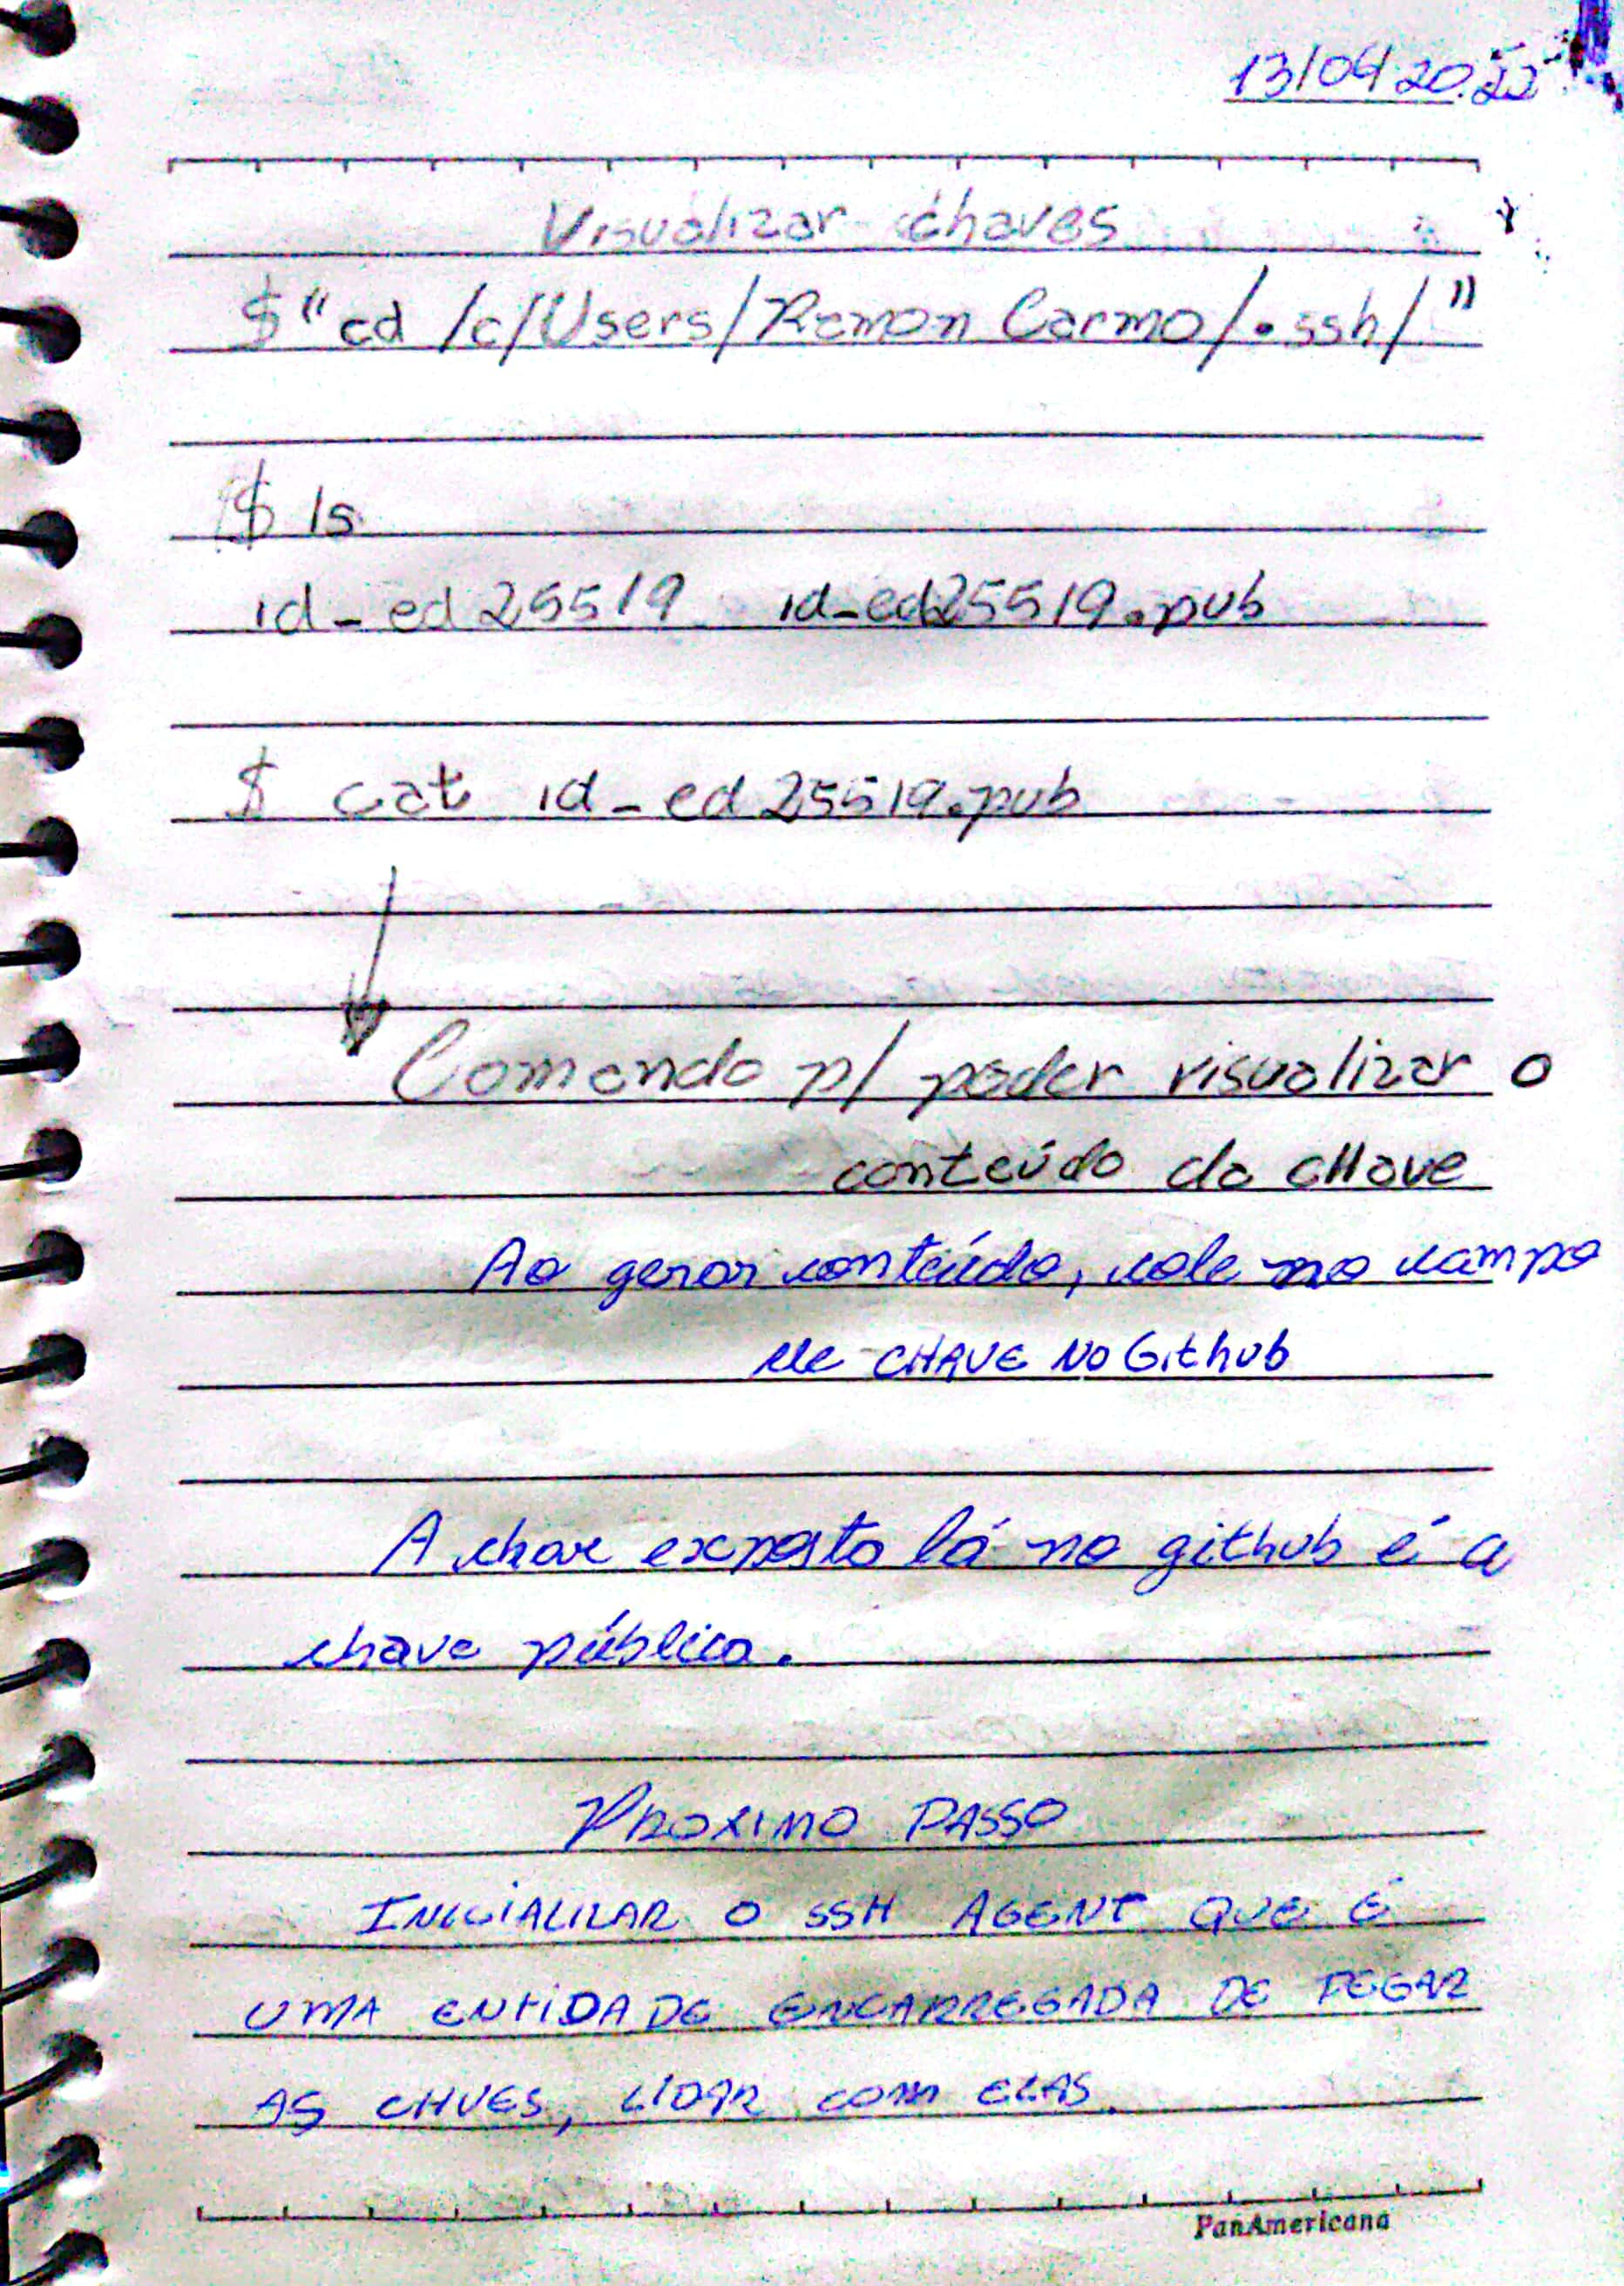 13/04/2022
Visualizar chaves
$ "cd /c/Users/Ramon Carmo/.ssh/"
$ ls
id_ed25519 id_ed25519.pub
$ cat id_ed25519.pub
Comando p/ poder visualizar o
conteúdo da cHave
Ao gerar conteúdo, cole no campo
de CHAVE NO Github
A chave exposta lá no github é a
chave pública.
PROXIMO PASSO
INICIALIZAR O SSH AGENT QUE É
UMA ENTIDADE ENCARREGADA DE PEGAR
AS CHVES, LIDAR COM ELAS.
PanAmericana